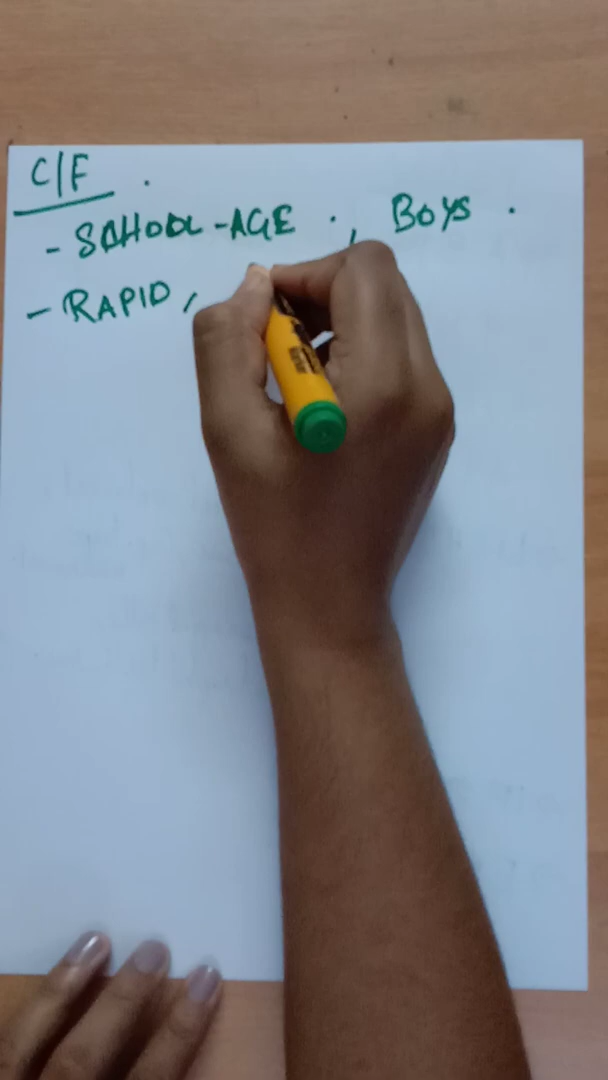 C/F .
- SCHOOL-AGE . , BOYS .
- RAPID ,